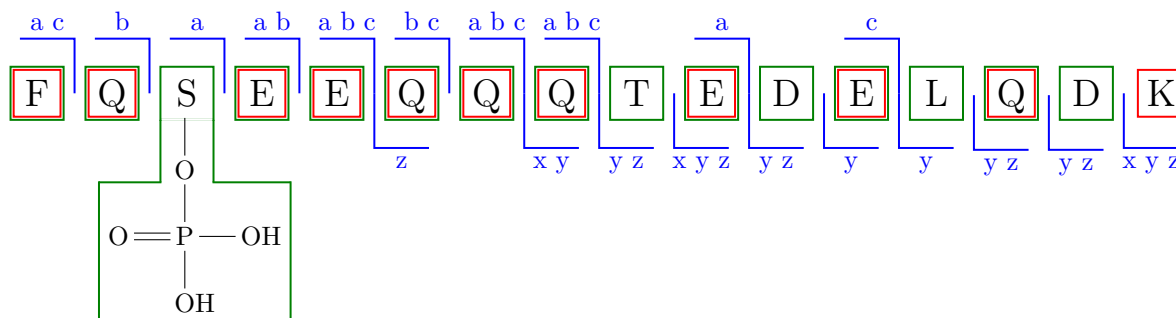 a c b a a b a b c b c a b c a b c a c
F Q S E E Q Q Q T E D E L Q D K
z x y y z x y z y z y y y z y z x y z
O
O P OH
OH